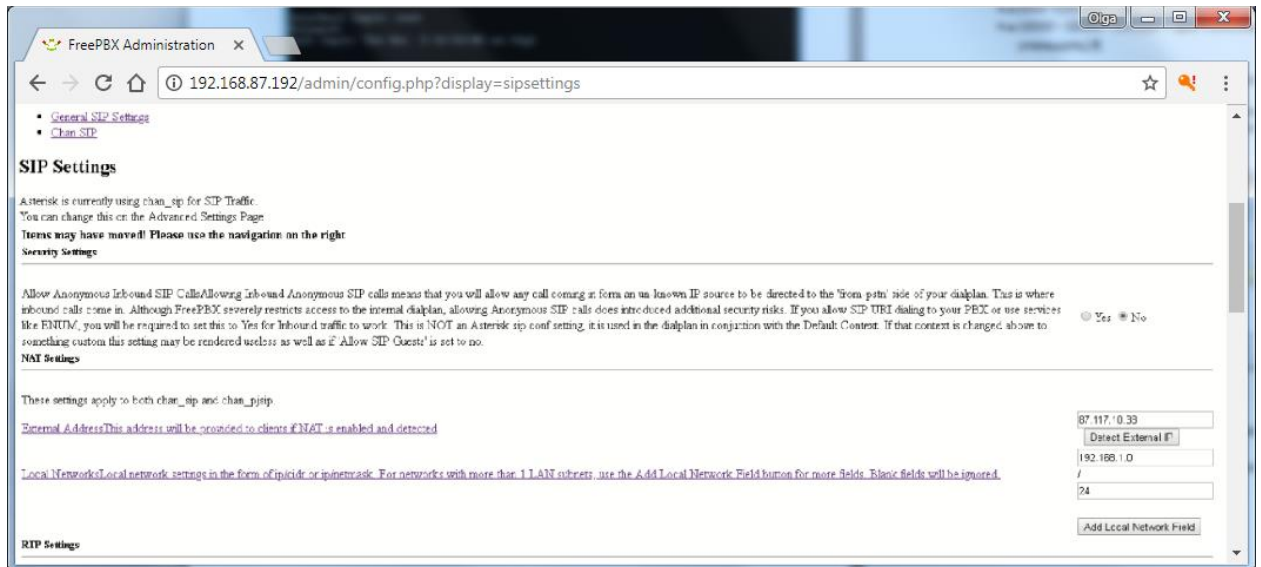 Olga
FreePBX Administration
192.168.87.192/admin/config.php?display=sipsettings
General SIP Settings
Chan SIP
SIP Settings
Asterisk is currently using chan_sip for SIP Traffic.
You can change this on the Advanced Settings Page
Items may have moved! Please use the navigation on the right
Security Settings
Allow Anonymous Inbound SIP CallsAllowing Inbound Anonymous SIP calls means that you will allow any call coming in form an un-known IP source to be directed to the 'from-pstn' side of your dialplan. This is where
inbound calls come in. Although FreePBX severely restricts access to the internal dialplan, allowing Anonymous SIP calls does introduced additional security risks. If you allow SIP URI dialing to your PBX or use services
like ENUM, you will be required to set this to Yes for Inbound traffic to work. This is NOT an Asterisk sip.conf setting, it is used in the dialplan in conjuction with the Default Context. If that context is changed above to
something custom this setting may be rendered useless as well as if 'Allow SIP Guests' is set to no.
Yes No
NAT Settings
These settings apply to both chan_sip and chan_pjsip.
External AddressThis address will be provided to clients if NAT is enabled and detected
87.117.10.33
Detect External IP
Local NetworksLocal network settings in the form of ip/cidr or ip/netmask. For networks with more than 1 LAN subnets, use the Add Local Network Field button for more fields. Blank fields will be ignored.
192.168.1.0
/
24
Add Local Network Field
RTP Settings